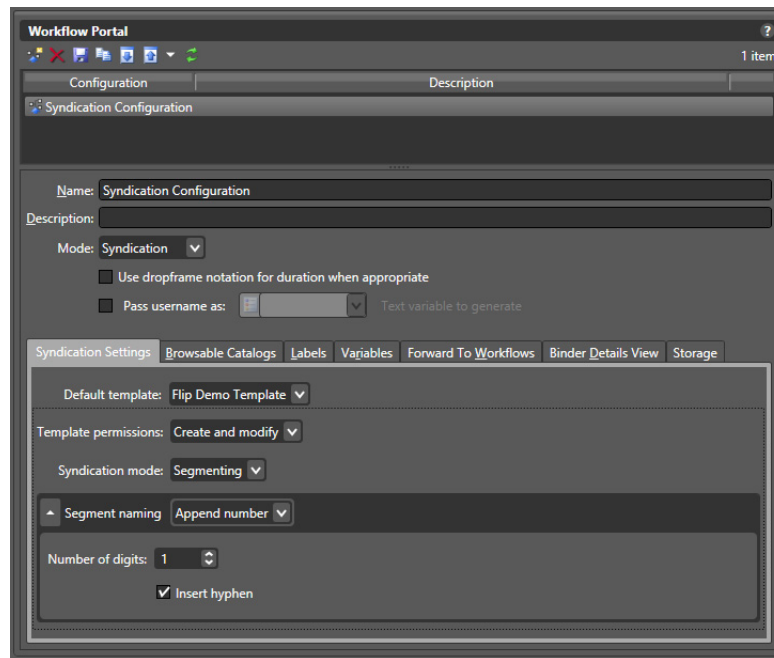 Workflow Portal ?
1 item
Configuration Description
Syndication Configuration
Name: Syndication Configuration
Description:
Mode: Syndication
Use dropframe notation for duration when appropriate
Pass username as: Text variable to generate
Syndication Settings Browsable Catalogs Labels Variables Forward To Workflows Binder Details View Storage
Default template: Flip Demo Template
Template permissions: Create and modify
Syndication mode: Segmenting
Segment naming Append number
Number of digits: 1
Insert hyphen